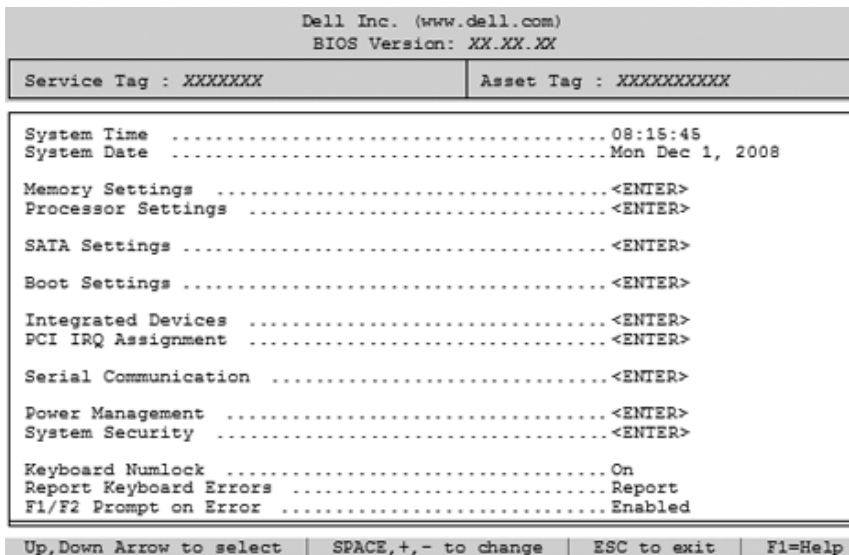 Dell Inc. (www.dell.com)
BIOS Version: XX.XX.XX
Service Tag : XXXXXXX
Asset Tag : XXXXXXXXXX
System Time ........................................ 08:15:45
System Date ........................................ Mon Dec 1, 2008
Memory Settings .................................... <ENTER>
Processor Settings ................................. <ENTER>
SATA Settings ....................................... <ENTER>
Boot Settings ....................................... <ENTER>
Integrated Devices ................................. <ENTER>
PCI IRQ Assignment ................................. <ENTER>
Serial Communication ............................... <ENTER>
Power Management ................................... <ENTER>
System Security .................................... <ENTER>
Keyboard Numlock ................................... On
Report Keyboard Errors ............................. Report
F1/F2 Prompt on Error .............................. Enabled
Up,Down Arrow to select | SPACE,+,- to change | ESC to exit | F1=Help